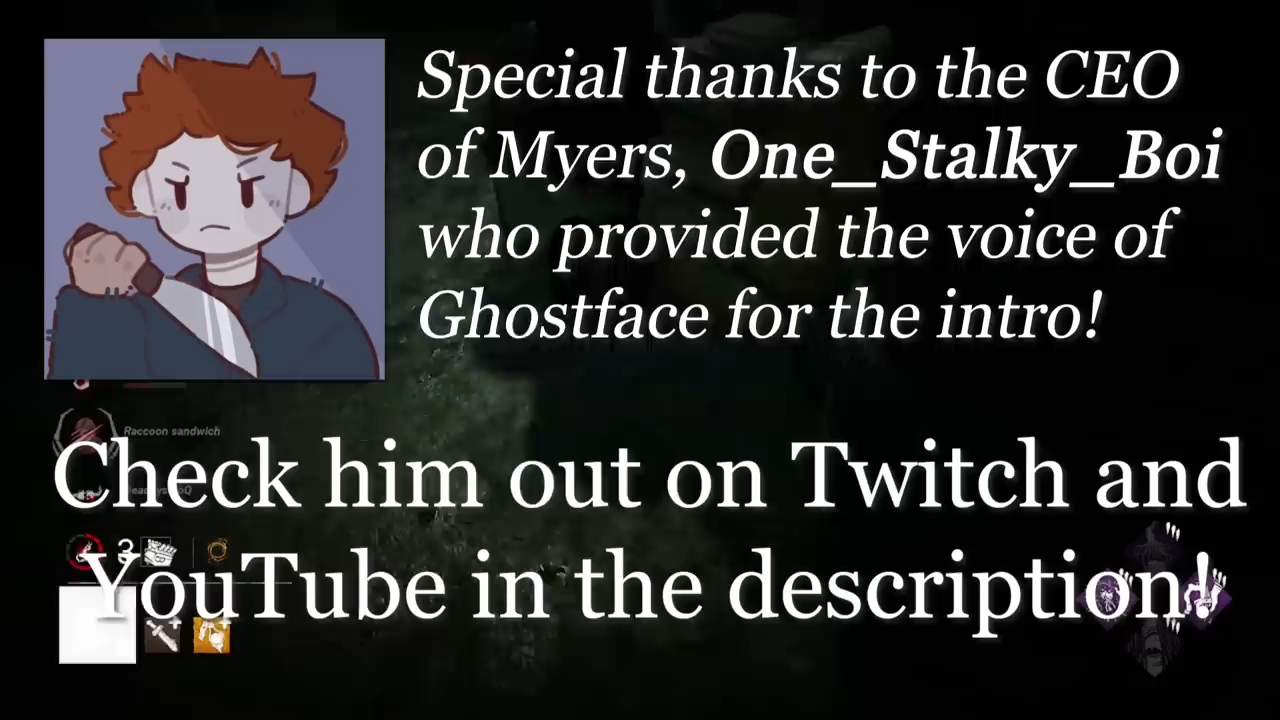 Special thanks to the CEO
of Myers, One_Stalky_Boi
who provided the voice of
Ghostface for the intro!
Raccoon sandwich
Check him out on Twitch and
3
YouTube in the description!